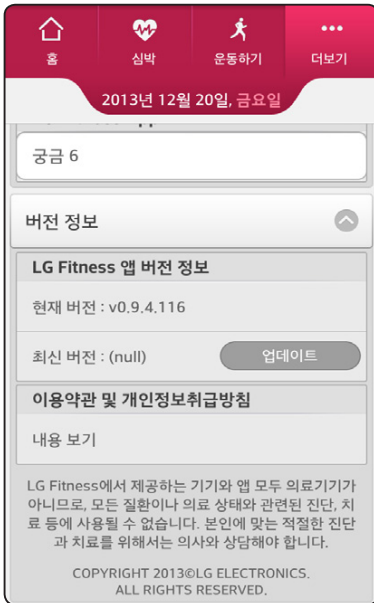 홈 심박 운동하기 더보기
2013년 12월 20일, 금요일
궁금 6
버전 정보
LG Fitness 앱 버전 정보
현재 버전 : v0.9.4.116
최신 버전 : (null) 업데이트
이용약관 및 개인정보취급방침
내용 보기
LG Fitness에서 제공하는 기기와 앱 모두 의료기기가
아니므로, 모든 질환이나 의료 상태와 관련된 진단, 치
료 등에 사용될 수 없습니다. 본인에 맞는 적절한 진단
과 치료를 위해서는 의사와 상담해야 합니다.
COPYRIGHT 2013©LG ELECTRONICS.
ALL RIGHTS RESERVED.